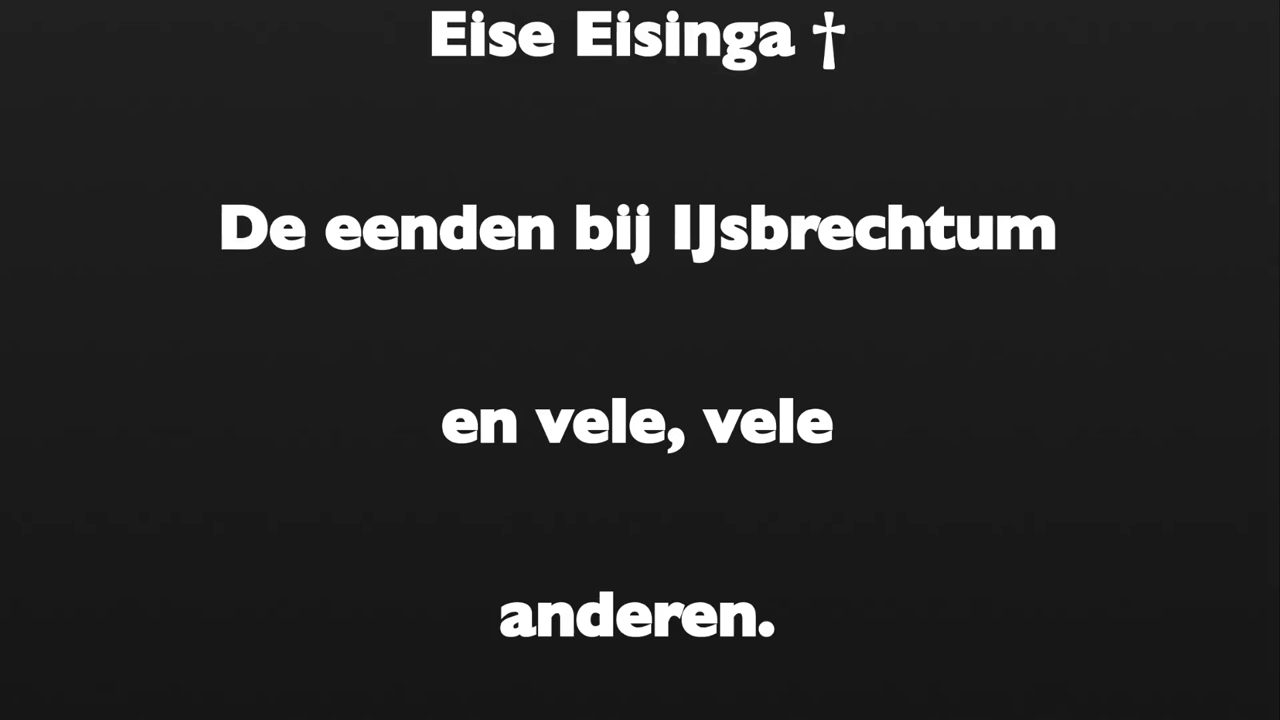 Eise Eisinga †
De eenden bij IJsbrechtum
en vele, vele
anderen.